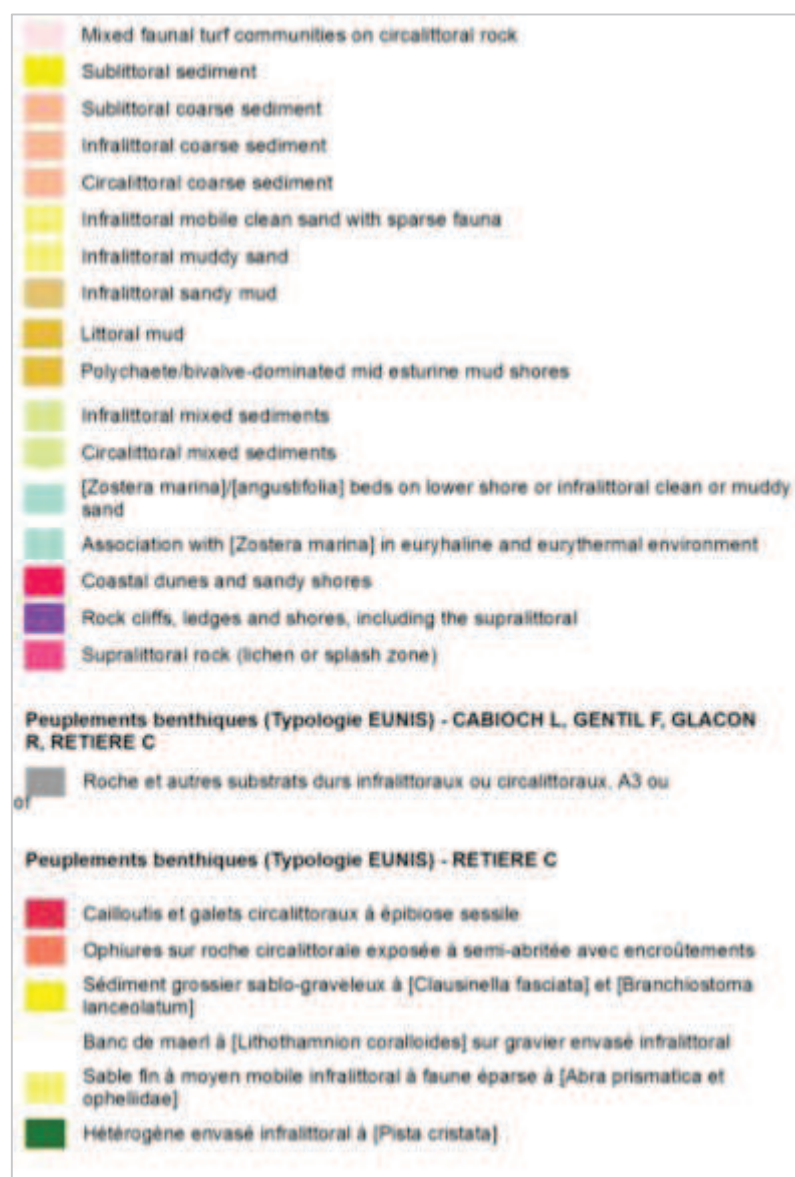 Mixed faunal turf communities on circalittoral rock
Sublittoral sediment
Sublittoral coarse sediment
Infralittoral coarse sediment
Circalittoral coarse sediment
Infralittoral mobile clean sand with sparse fauna
Infralittoral muddy sand
Infralittoral sandy mud
Littoral mud
Polychaete/bivalve-dominated mid esturine mud shores
Infralittoral mixed sediments
Circalittoral mixed sediments
[Zostera marina]/[angustifolia] beds on lower shore or infralittoral clean or muddy
sand
Association with [Zostera marina] in euryhaline and eurythermal environment
Coastal dunes and sandy shores
Rock cliffs, ledges and shores, including the supralittoral
Supralittoral rock (lichen or splash zone)
Peuplements benthiques (Typologie EUNIS) - CABIOCH L, GENTIL F, GLACON
R, RETIERE C
Roche et autres substrats durs infralittoraux ou circalittoraux, A3 ou
of
Peuplements benthiques (Typologie EUNIS) - RETIERE C
Cailloutis et galets circalittoraux à épibiose sessile
Ophiures sur roche circalittorale exposée à semi-abritée avec encroûtements
Sédiment grossier sablo-graveleux à [Clausinella fasciata] et [Branchiostoma
lanceolatum]
Banc de maerl à [Lithothamnion coralloides] sur gravier envasé infralittoral
Sable fin à moyen mobile infralittoral à faune éparse à [Abra prismatica et
opheliidae]
Hétérogène envasé infralittoral à [Pista cristata]